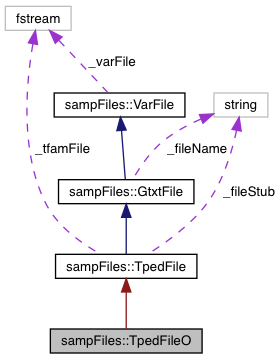 fstream
_varFile
sampFiles::VarFile
string
_tfamFile
_fileName
sampFiles::GtxtFile
_fileStub
sampFiles::TpedFile
sampFiles::TpedFileO